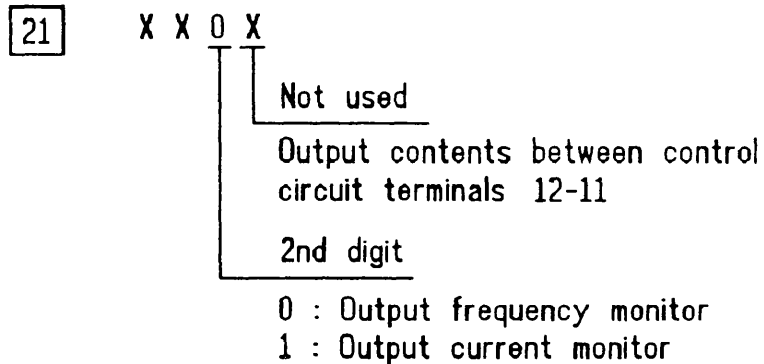 21 X X 0 X
Not used
Output contents between control
circuit terminals 12-11
2nd digit
0 : Output frequency monitor
1 : Output current monitor